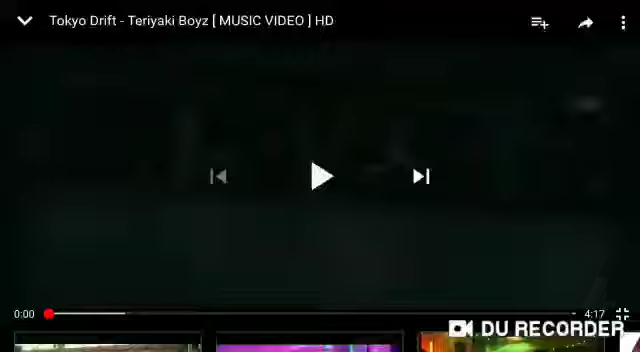 Tokyo Drift - Teriyaki Boyz [ MUSIC VIDEO ] HD
0:00
4:17
DU RECORDER